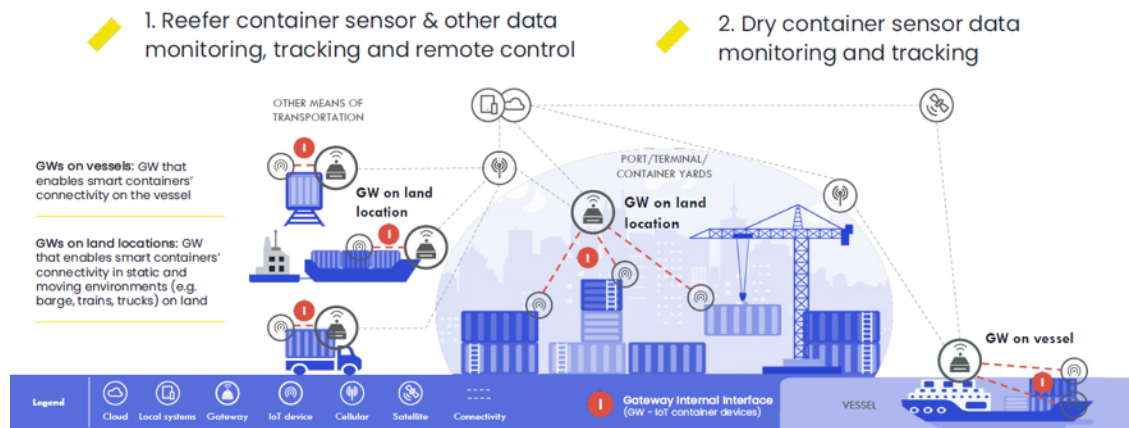 1. Reefer container sensor & other data
monitoring, tracking and remote control
2. Dry container sensor data
monitoring and tracking
OTHER MEANS OF
TRANSPORTATION
GWs on vessels: GW that
enables smart containers'
connectivity on the vessel
GWs on land locations: GW
that enables smart containers'
connectivity in static and
moving environments (e.g.
barge, trains, trucks) on land
I
GW on land
location
I
I
PORT/TERMINAL/
CONTAINER YARDS
GW on land
location
I
GW on vessel
I
VESSEL
Legend
Cloud
Local systems
Gateway
IoT device
Cellular
Satellite
Connectivity
I
Gateway Internal Interface
(GW - IoT container devices)